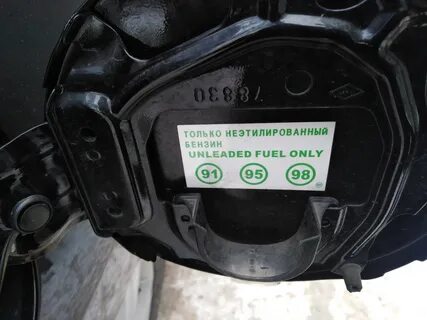 78830
ТОЛЬКО НЕЭТИЛИРОВАННЫЙ
БЕНЗИН
UNLEADED FUEL ONLY
91 95 98